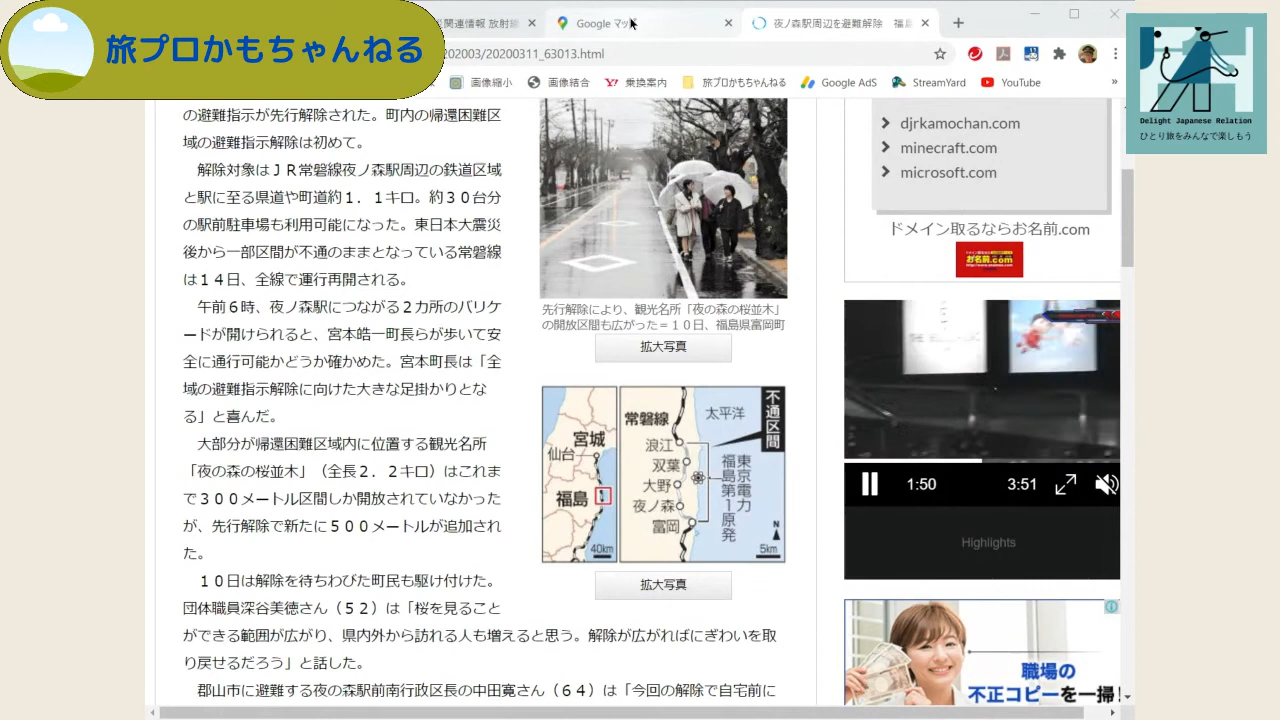 旅プロかもちゃんねる
関連情報 放射線
Google マップ
夜ノ森駅周辺を避難解除 福島
02003/20200311_63013.html
画像縮小
画像結合
乗換案内
旅プロかもちゃんねる
Google AdS
StreamYard
YouTube
Delight Japanese Relation
ひとり旅をみんなで楽しもう
の避難指示が先行解除された。町内の帰還困難区
域の避難指示解除は初めて。
解除対象はＪＲ常磐線夜ノ森駅周辺の鉄道区域
と駅に至る県道や町道約１．１キロ。約３０台分
の駅前駐車場も利用可能になった。東日本大震災
後から一部区間が不通のままとなっている常磐線
は１４日、全線で運行再開される。
午前６時、夜ノ森駅につながる２カ所のバリケ
ードが開けられると、宮本皓一町長らが歩いて安
全に通行可能かどうか確かめた。宮本町長は「全
域の避難指示解除に向けた大きな足掛かりとな
る」と喜んだ。
大部分が帰還困難区域内に位置する観光名所
「夜の森の桜並木」（全長２．２キロ）はこれま
で３００メートル区間しか開放されていなかった
が、先行解除で新たに５００メートルが追加され
た。
１０日は解除を待ちわびた町民も駆け付けた。
団体職員深谷美徳さん（５２）は「桜を見ること
ができる範囲が広がり、県内外から訪れる人も増えると思う。解除が広がればにぎわいを取
り戻せるだろう」と話した。
郡山市に避難する夜の森駅前南行政区長の中田寛さん（６４）は「今回の解除で自宅前に
先行解除により、観光名所「夜の森の桜並木」
の開放区間も広がった＝１０日、福島県富岡町
拡大写真
宮城
仙台
福島
40km
常磐線
浪江
双葉
大野
夜ノ森
富岡
太平洋
不通区間
東京電力
福島第1原発
N
5km
拡大写真
djrkamochan.com
minecraft.com
microsoft.com
ドメイン取るならお名前.com
お名前.com
1:50
3:51
Highlights
職場の
不正コピーを一掃!